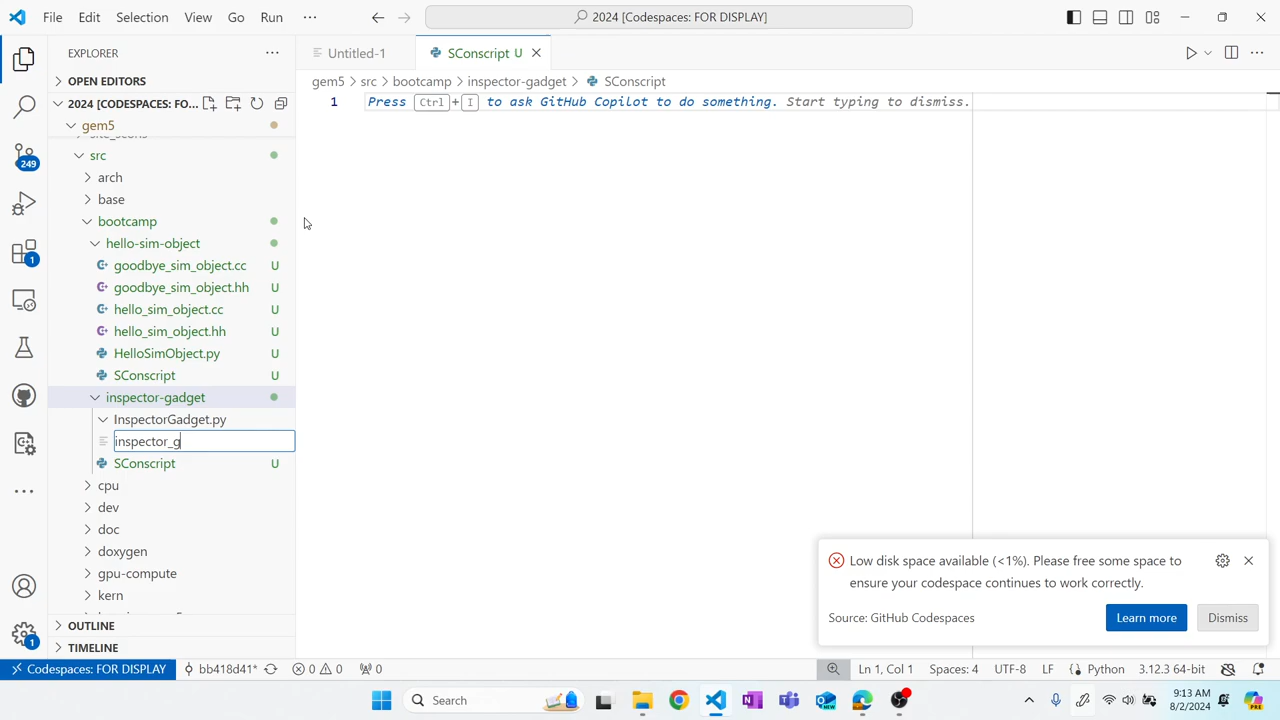 File Edit Selection View Go Run ··· 2024 [Codespaces: FOR DISPLAY]
EXPLORER ···
Untitled-1
SConscript U
OPEN EDITORS
2024 [CODESPACES: FO...
gem5 > src > bootcamp > inspector-gadget > SConscript
1 Press Ctrl+I to ask GitHub Copilot to do something. Start typing to dismiss.
gem5
src
arch
base
bootcamp
hello-sim-object
goodbye_sim_object.cc U
goodbye_sim_object.hh U
hello_sim_object.cc U
hello_sim_object.hh U
HelloSimObject.py U
SConscript U
inspector-gadget
InspectorGadget.py
inspector_g
SConscript U
cpu
dev
doc
doxygen
gpu-compute
kern
OUTLINE
TIMELINE
249
1
1
Low disk space available (<1%). Please free some space to
ensure your codespace continues to work correctly.
Source: GitHub Codespaces
Learn more
Dismiss
Codespaces: FOR DISPLAY bb418d41* 0 0 0 Ln 1, Col 1 Spaces: 4 UTF-8 LF Python 3.12.3 64-bit
Search
9:13 AM
8/2/2024